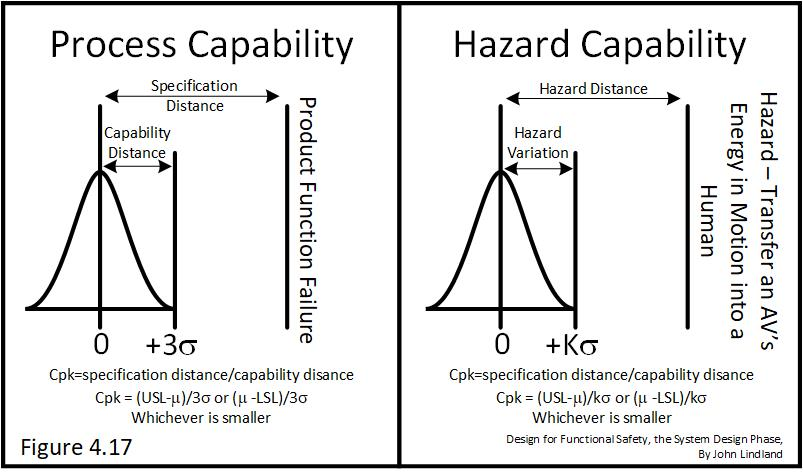 Process Capability
Specification
Distance
Capability
Distance
Product Function Failure
0
+3σ
Cpk=specification distance/capability disance
Cpk = (USL-μ)/3σ or (μ -LSL)/3σ
Whichever is smaller
Figure 4.17
Hazard Capability
Hazard Distance
Hazard
Variation
Hazard – Transfer an AV's
Energy in Motion into a
Human
0
+Kσ
Cpk=specification distance/capability disance
Cpk = (USL-μ)/kσ or (μ -LSL)/kσ
Whichever is smaller
Design for Functional Safety, the System Design Phase,
By John Lindland